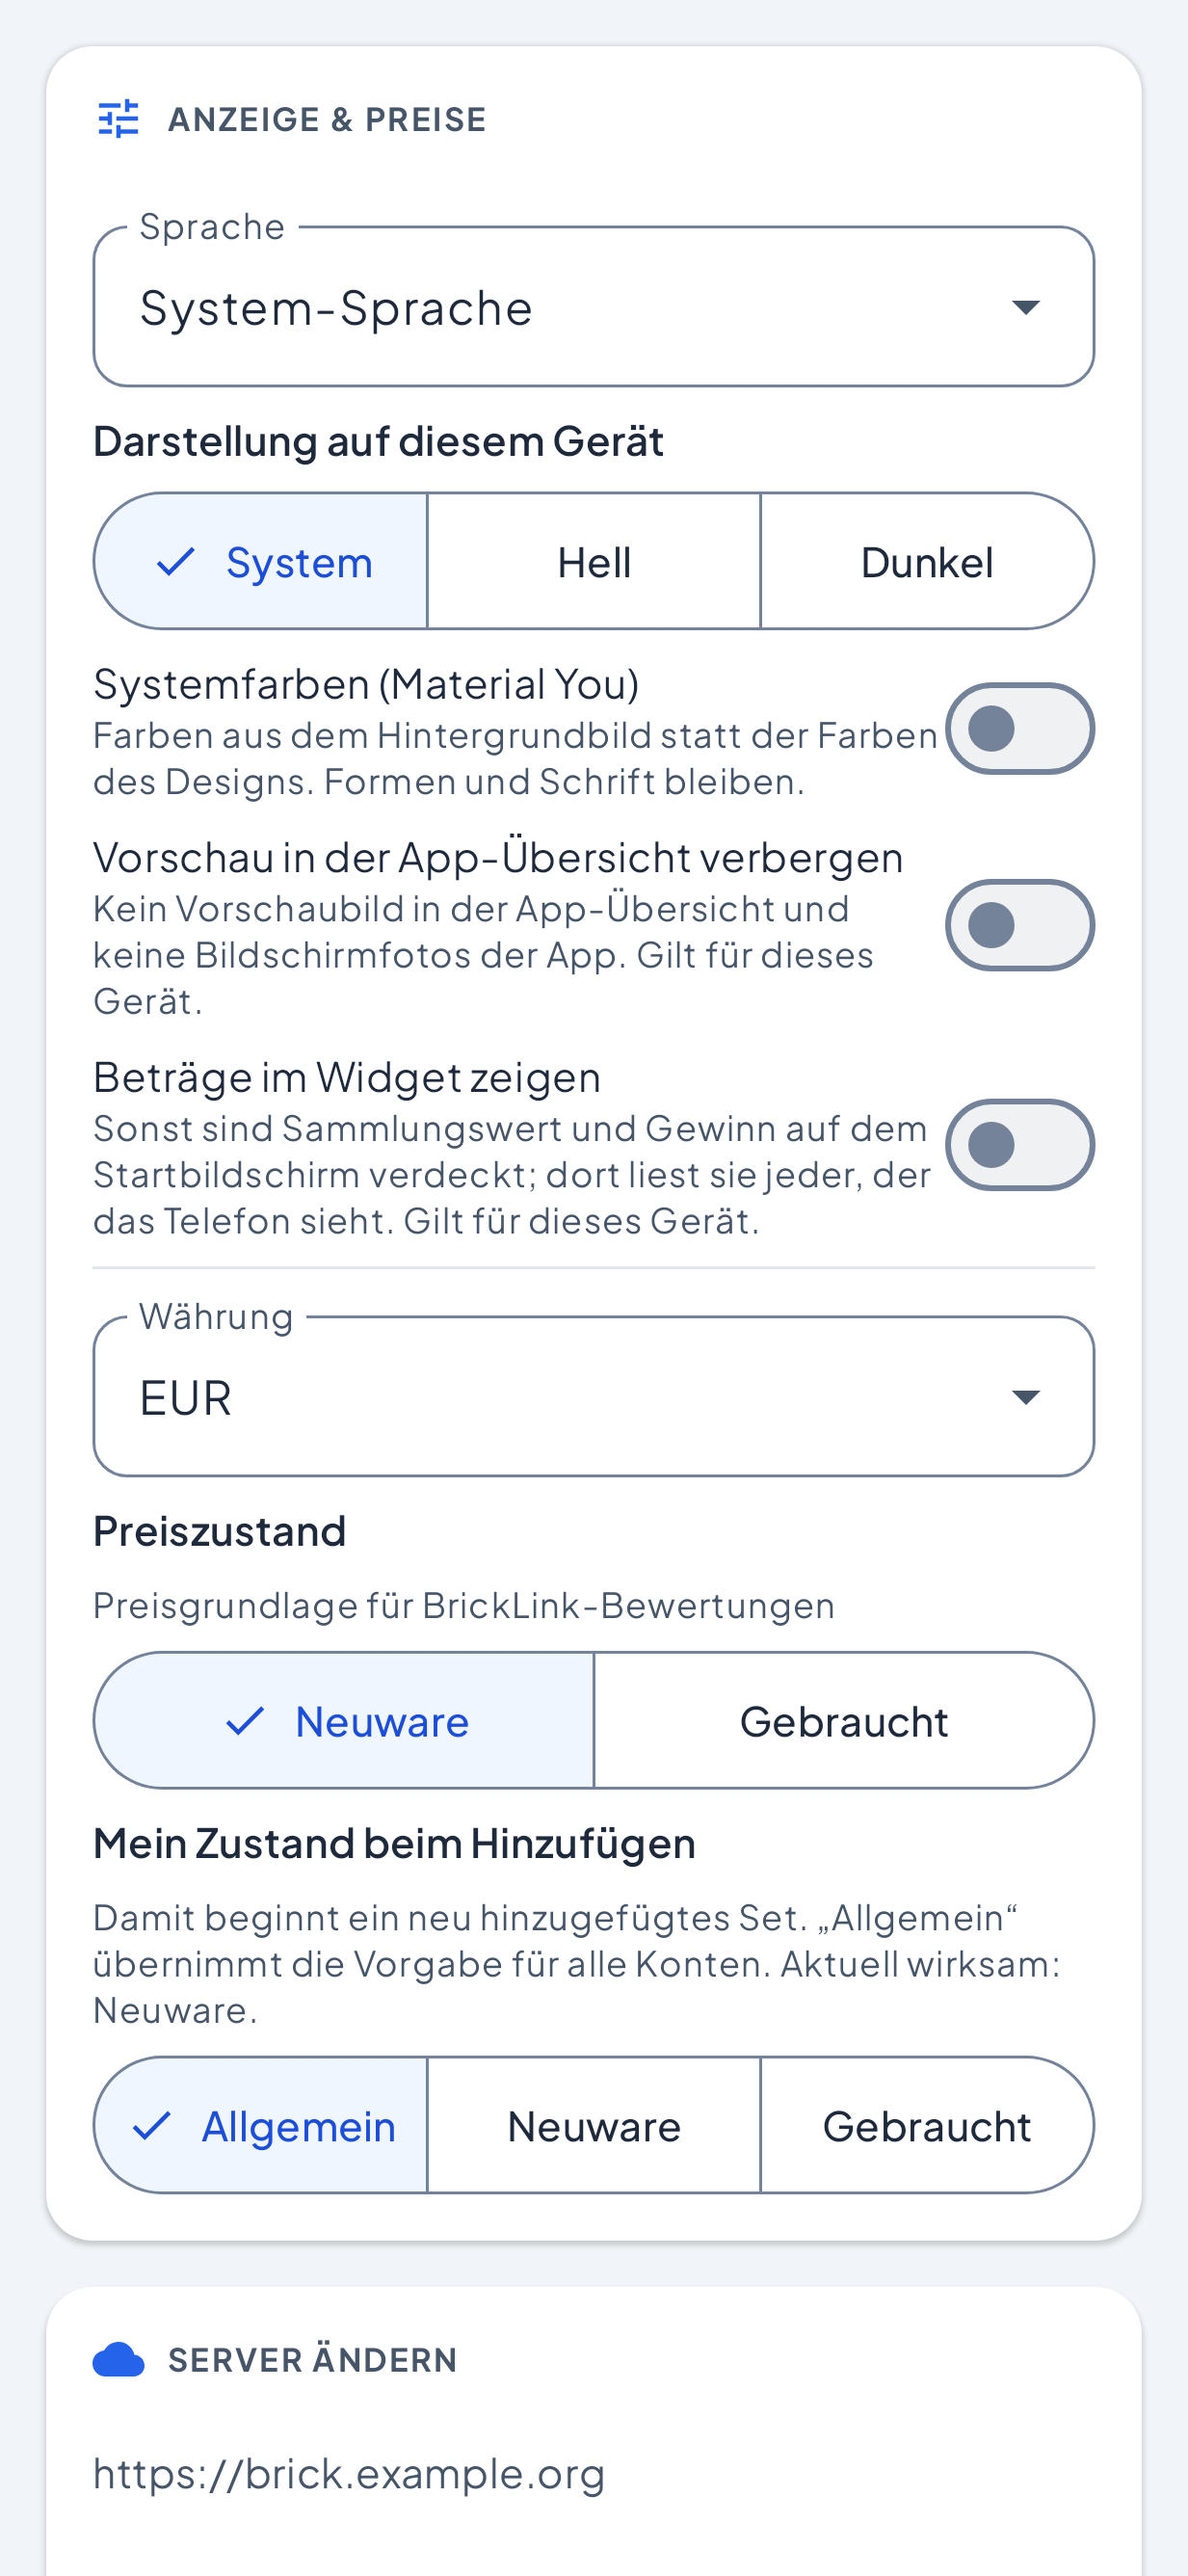 ANZEIGE & PREISE
Sprache
System-Sprache
Darstellung auf diesem Gerät
System
Hell
Dunkel
Systemfarben (Material You)
Farben aus dem Hintergrundbild statt der Farben
des Designs. Formen und Schrift bleiben.
Vorschau in der App-Übersicht verbergen
Kein Vorschaubild in der App-Übersicht und
keine Bildschirmfotos der App. Gilt für dieses
Gerät.
Beträge im Widget zeigen
Sonst sind Sammlungswert und Gewinn auf dem
Startbildschirm verdeckt; dort liest sie jeder, der
das Telefon sieht. Gilt für dieses Gerät.
Währung
EUR
Preiszustand
Preisgrundlage für BrickLink-Bewertungen
Neuware
Gebraucht
Mein Zustand beim Hinzufügen
Damit beginnt ein neu hinzugefügtes Set. „Allgemein“
übernimmt die Vorgabe für alle Konten. Aktuell wirksam:
Neuware.
Allgemein
Neuware
Gebraucht
SERVER ÄNDERN
https://brick.example.org